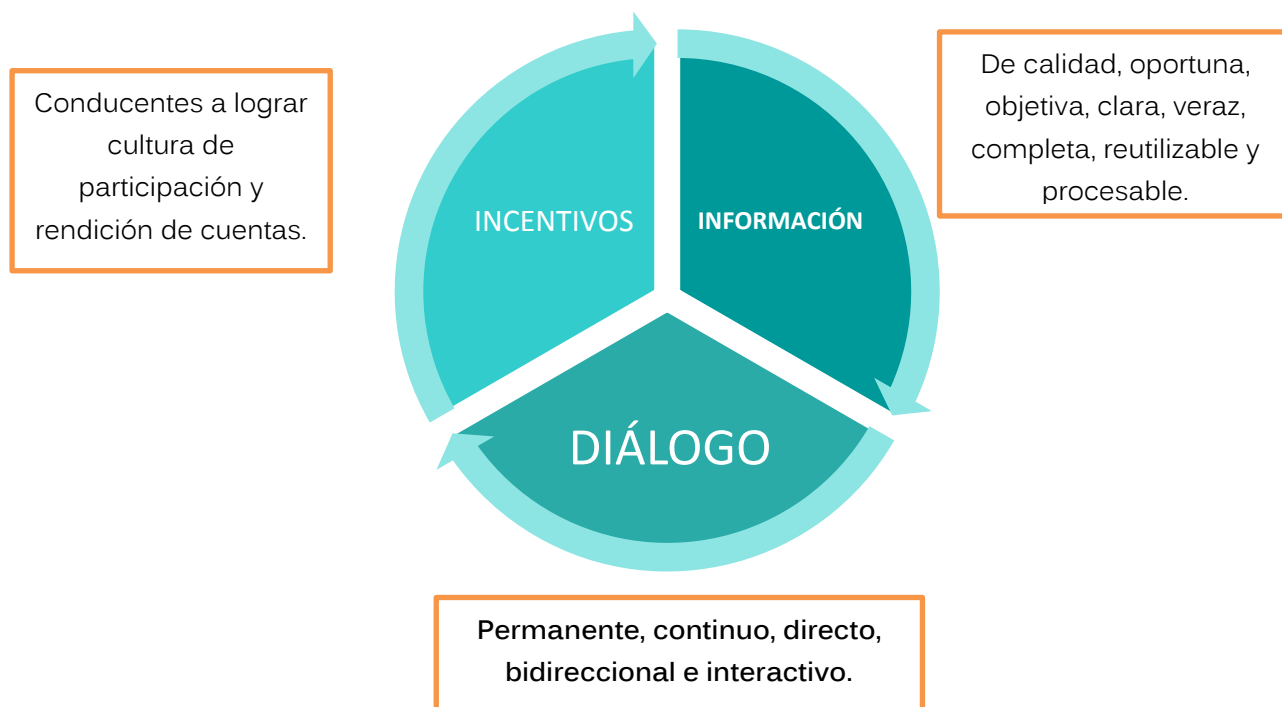 Conducentes a lograr
cultura de
participación y
rendición de cuentas.
INCENTIVOS
INFORMACIÓN
De calidad, oportuna,
objetiva, clara, veraz,
completa, reutilizable y
procesable.
DIÁLOGO
Permanente, continuo, directo,
bidireccional e interactivo.